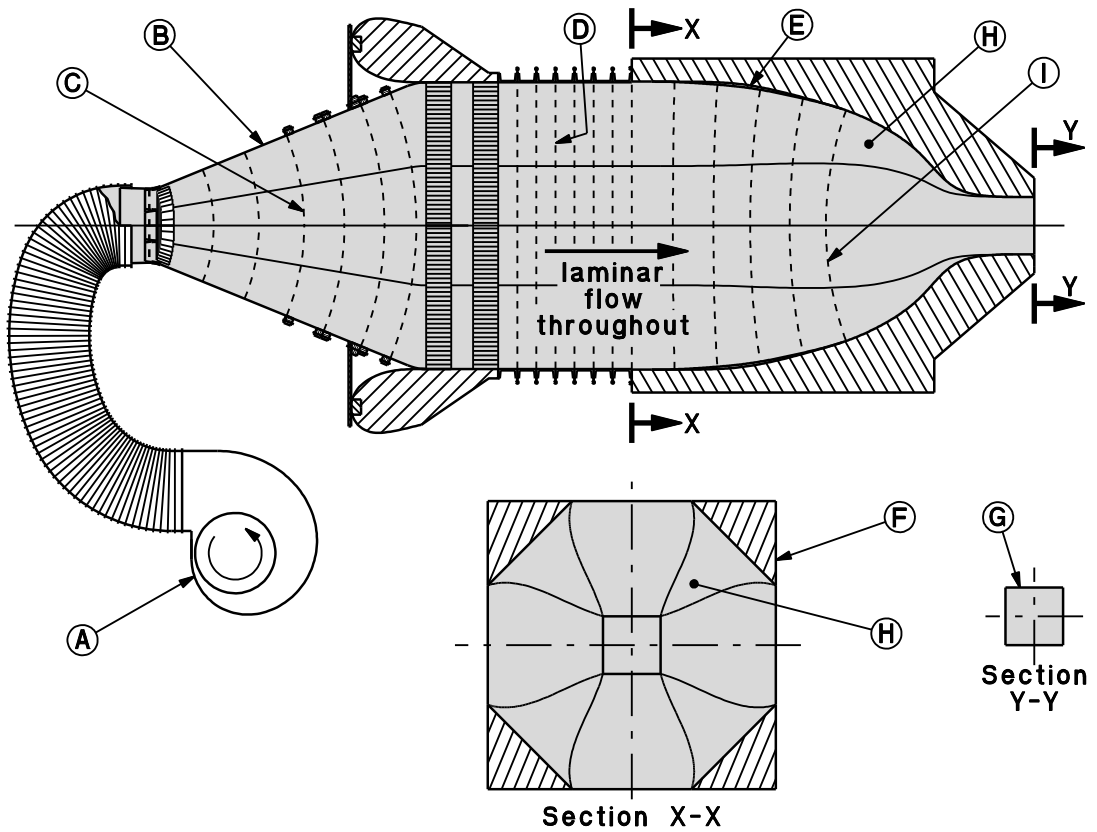 B
C
D
X
E
H
I
Y
laminar
flow
throughout
Y
X
A
F
H
G
Section
Y-Y
Section X-X